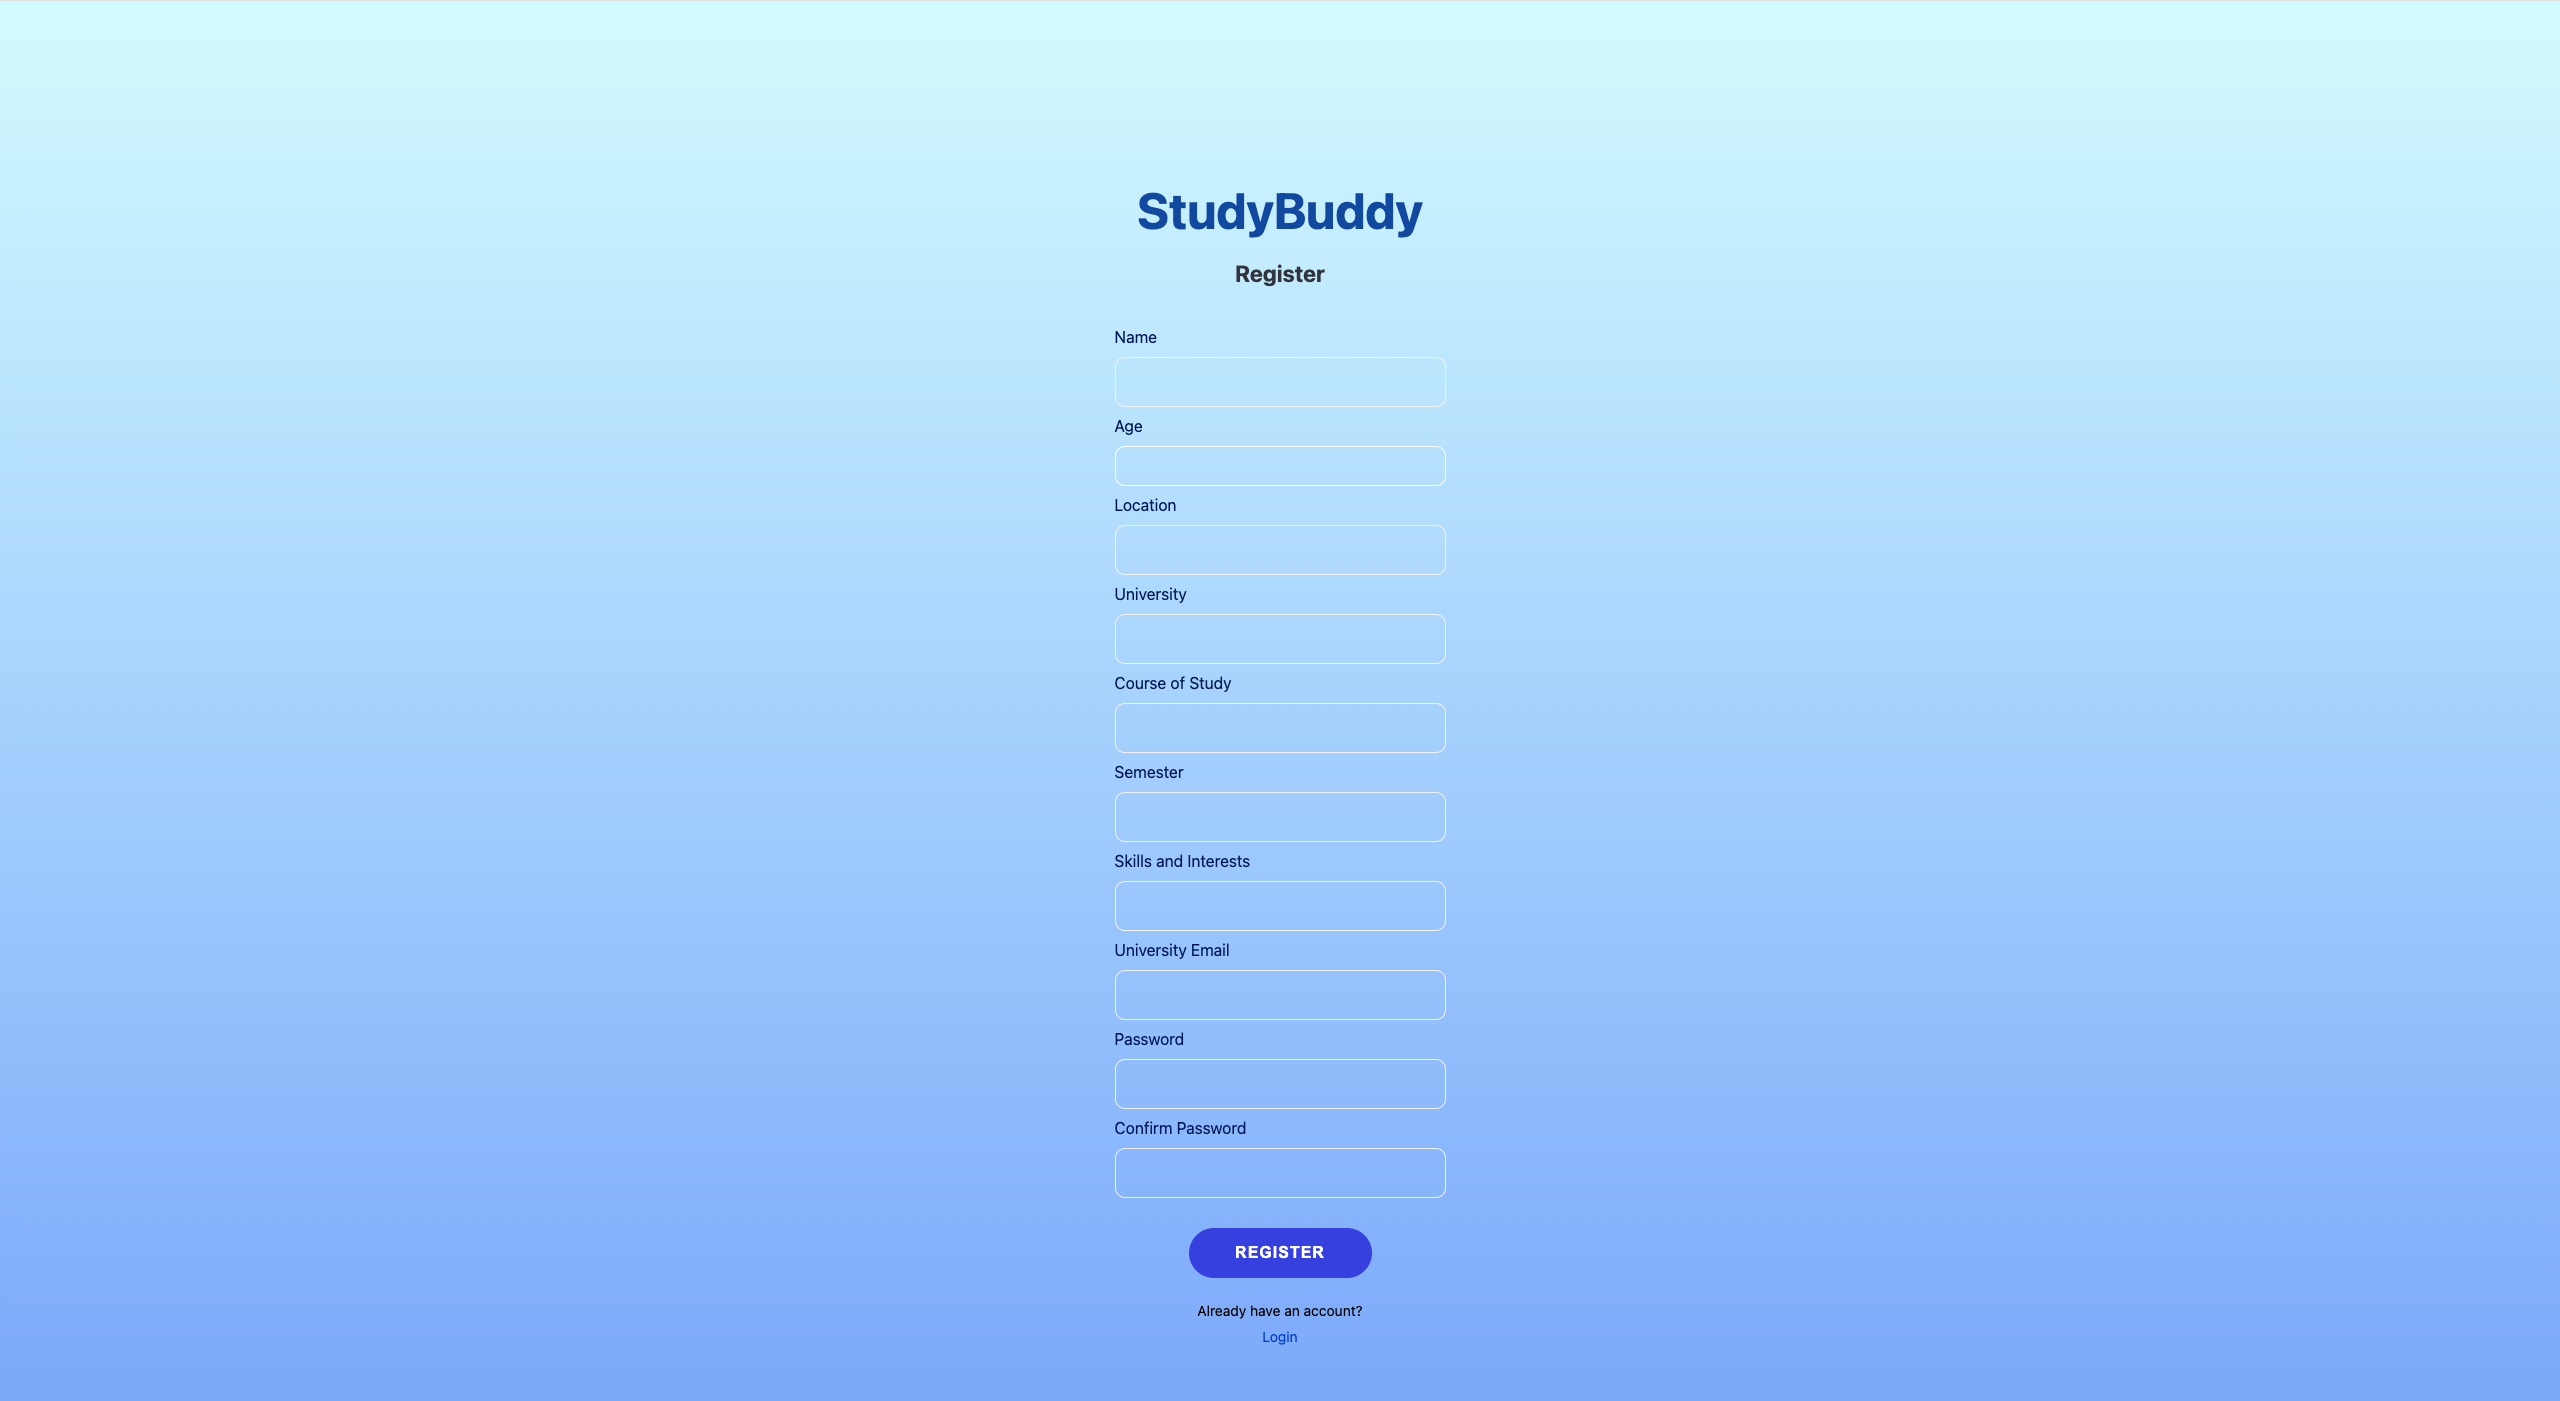 StudyBuddy
Register
Name
Age
Location
University
Course of Study
Semester
Skills and Interests
University Email
Password
Confirm Password
REGISTER
Already have an account?
Login